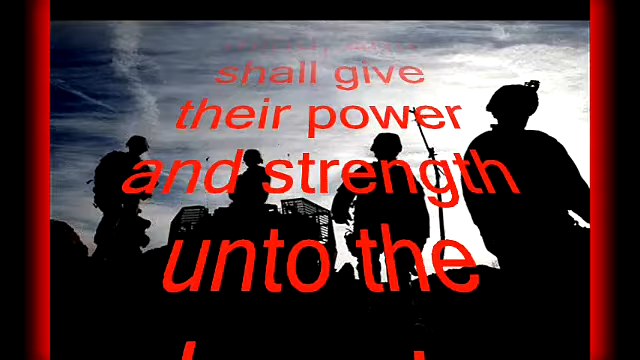 shall give
their power
and strength
unto the